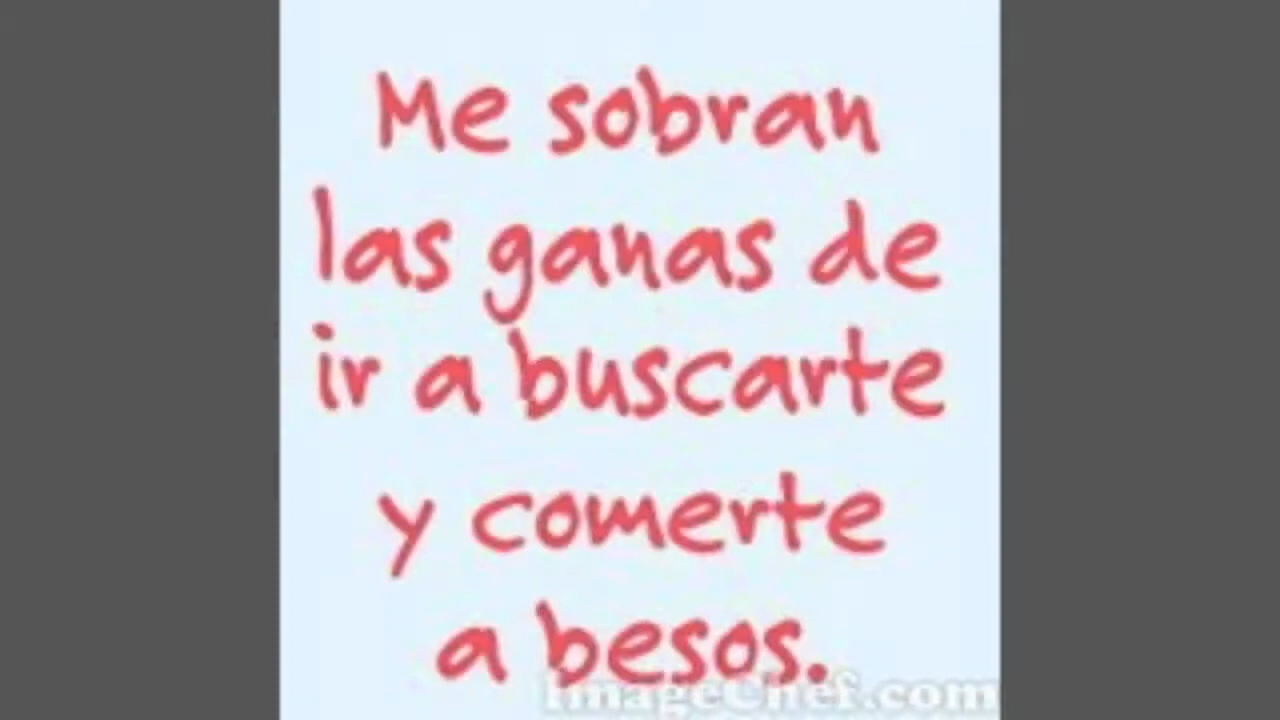 Me sobran
las ganas de
ir a buscarte
y comerte
a besos.
ImageChef.com